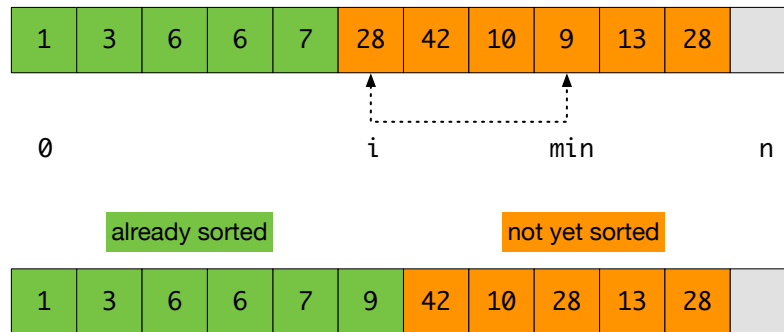 1 3 6 6 7 28 42 10 9 13 28
0 i min n
already sorted not yet sorted
1 3 6 6 7 9 42 10 28 13 28